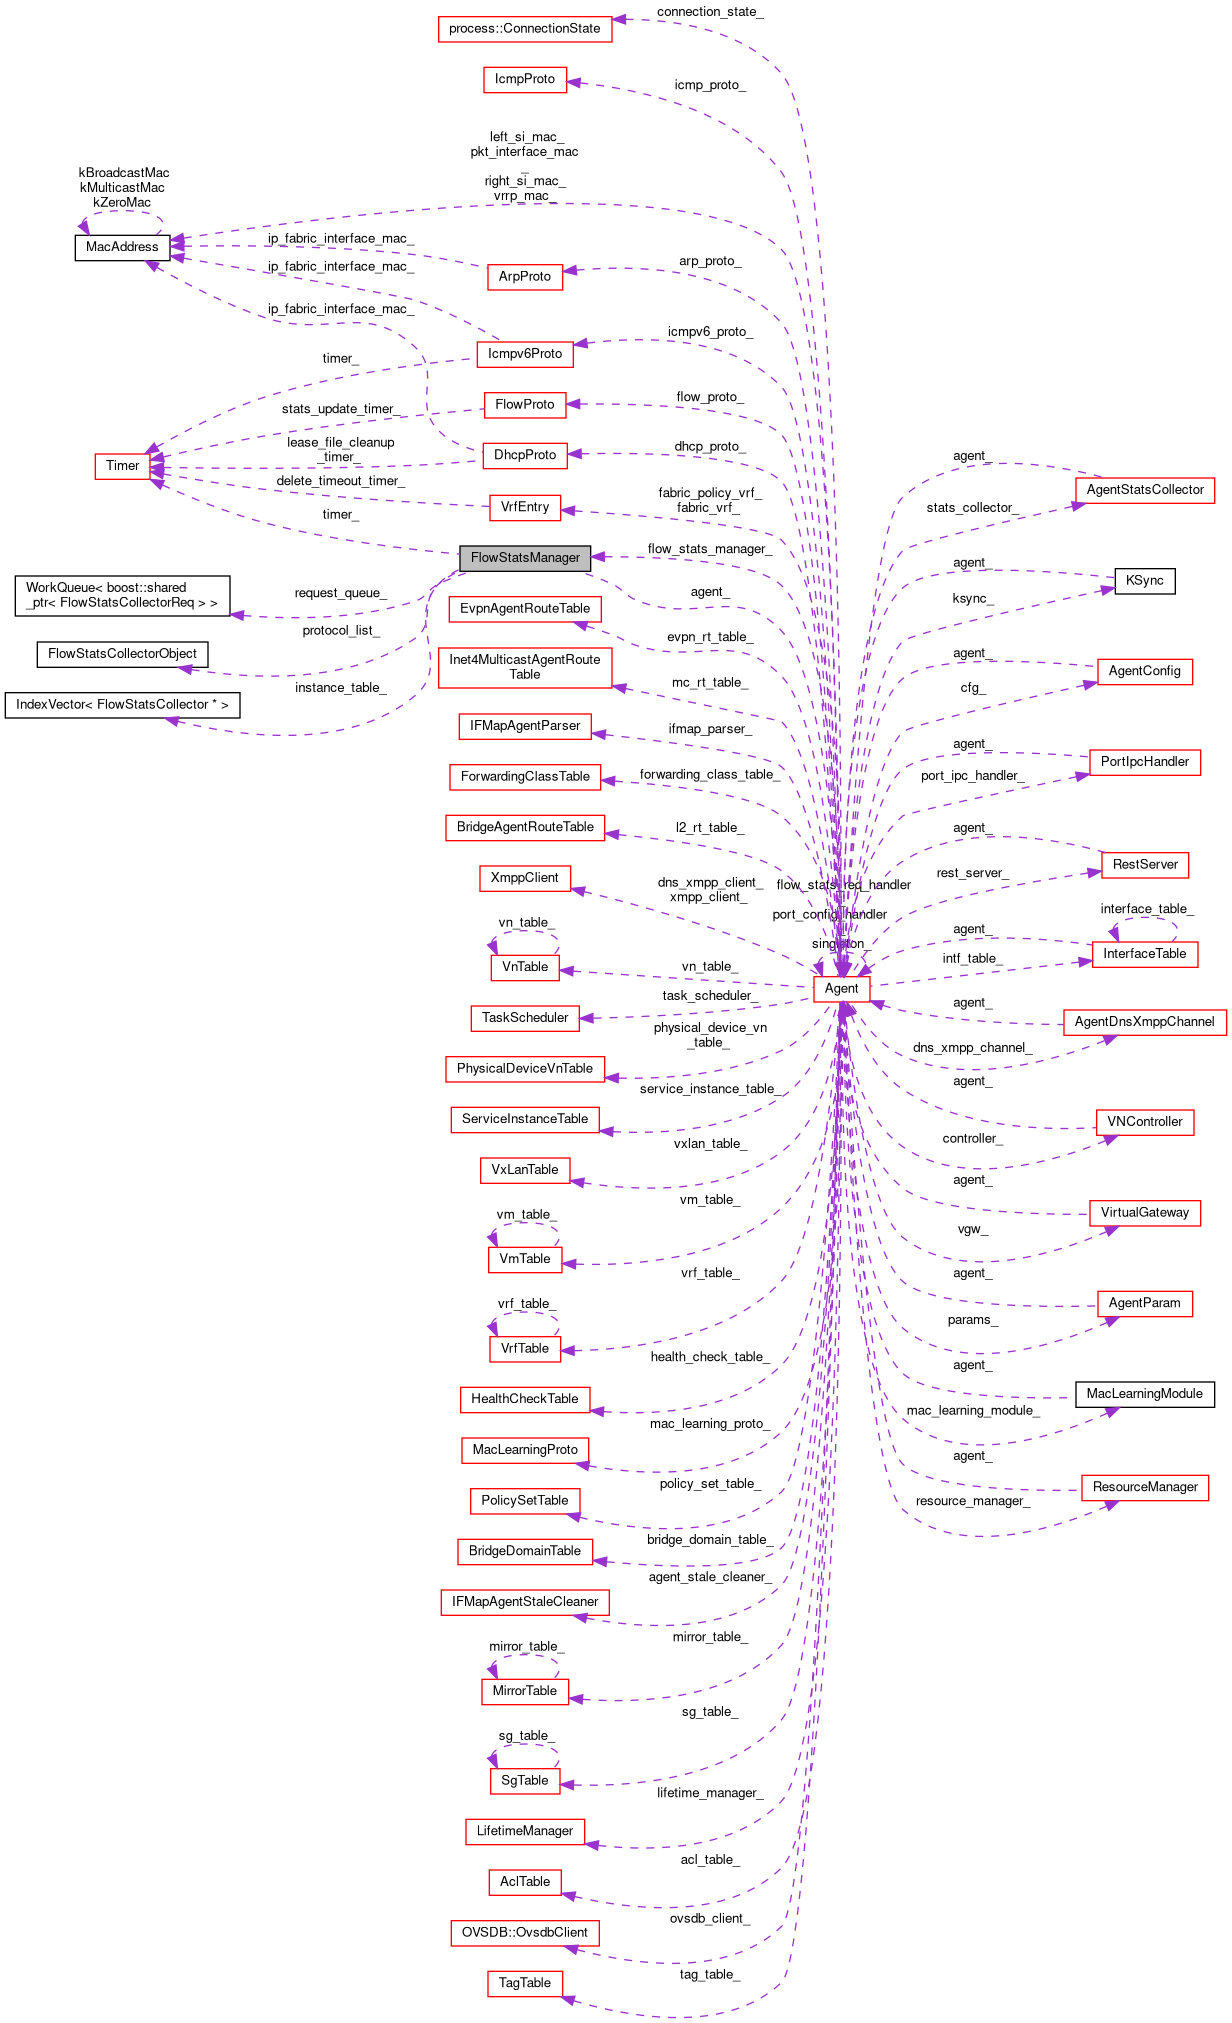 connection_state_
process::ConnectionState
IcmpProto
icmp_proto_
left_si_mac_
pkt_interface_mac
_
right_si_mac_
vrrp_mac_
kBroadcastMac
kMulticastMac
kZeroMac
MacAddress
ip_fabric_interface_mac_
ArpProto
arp_proto_
ip_fabric_interface_mac_
ip_fabric_interface_mac_
icmpv6_proto_
Icmpv6Proto
timer_
FlowProto
flow_proto_
stats_update_timer_
dhcp_proto_
DhcpProto
lease_file_cleanup
_timer_
Timer
delete_timeout_timer_
VrfEntry
fabric_policy_vrf_
fabric_vrf_
timer_
FlowStatsManager
flow_stats_manager_
agent_
WorkQueue< boost::shared
_ptr< FlowStatsCollectorReq > >
request_queue_
EvpnAgentRouteTable
evpn_rt_table_
protocol_list_
FlowStatsCollectorObject
Inet4MulticastAgentRoute
Table
mc_rt_table_
instance_table_
IndexVector< FlowStatsCollector * >
IFMapAgentParser
ifmap_parser_
ForwardingClassTable
forwarding_class_table_
BridgeAgentRouteTable
l2_rt_table_
XmppClient
dns_xmpp_client_
xmpp_client_
flow_stats_req_handler
_
port_config_handler
_
singleton_
vn_table_
VnTable
vn_table_
Agent
TaskScheduler
task_scheduler_
PhysicalDeviceVnTable
physical_device_vn
_table_
ServiceInstanceTable
service_instance_table_
VxLanTable
vxlan_table_
vm_table_
VmTable
vm_table_
vrf_table_
VrfTable
vrf_table_
HealthCheckTable
health_check_table_
MacLearningProto
mac_learning_proto_
PolicySetTable
policy_set_table_
BridgeDomainTable
bridge_domain_table_
IFMapAgentStaleCleaner
agent_stale_cleaner_
mirror_table_
MirrorTable
mirror_table_
sg_table_
SgTable
sg_table_
LifetimeManager
lifetime_manager_
AclTable
acl_table_
OVSDB::OvsdbClient
ovsdb_client_
TagTable
tag_table_
agent_
AgentStatsCollector
stats_collector_
agent_
KSync
ksync_
agent_
AgentConfig
cfg_
agent_
PortIpcHandler
port_ipc_handler_
agent_
RestServer
rest_server_
interface_table_
agent_
InterfaceTable
intf_table_
agent_
AgentDnsXmppChannel
dns_xmpp_channel_
agent_
VNController
controller_
agent_
VirtualGateway
vgw_
agent_
AgentParam
params_
agent_
MacLearningModule
mac_learning_module_
agent_
ResourceManager
resource_manager_